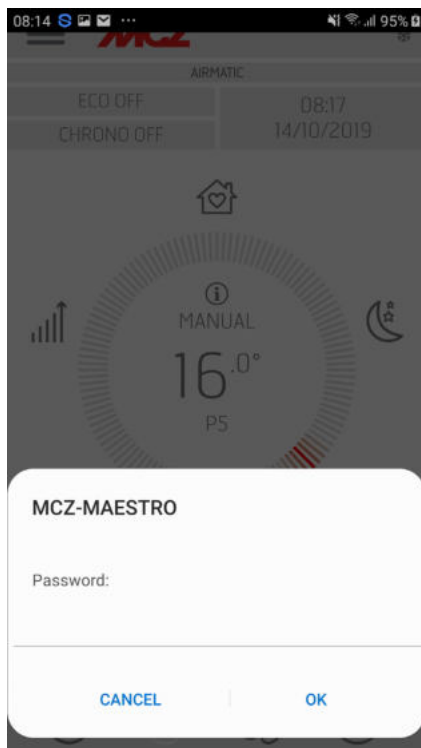 08:14 ... 95%
MCZ
AIRMATIC
ECO OFF
08:17
CHRONO OFF
14/10/2019
MANUAL
16.0°
P5
MCZ-MAESTRO
Password:
CANCEL
OK